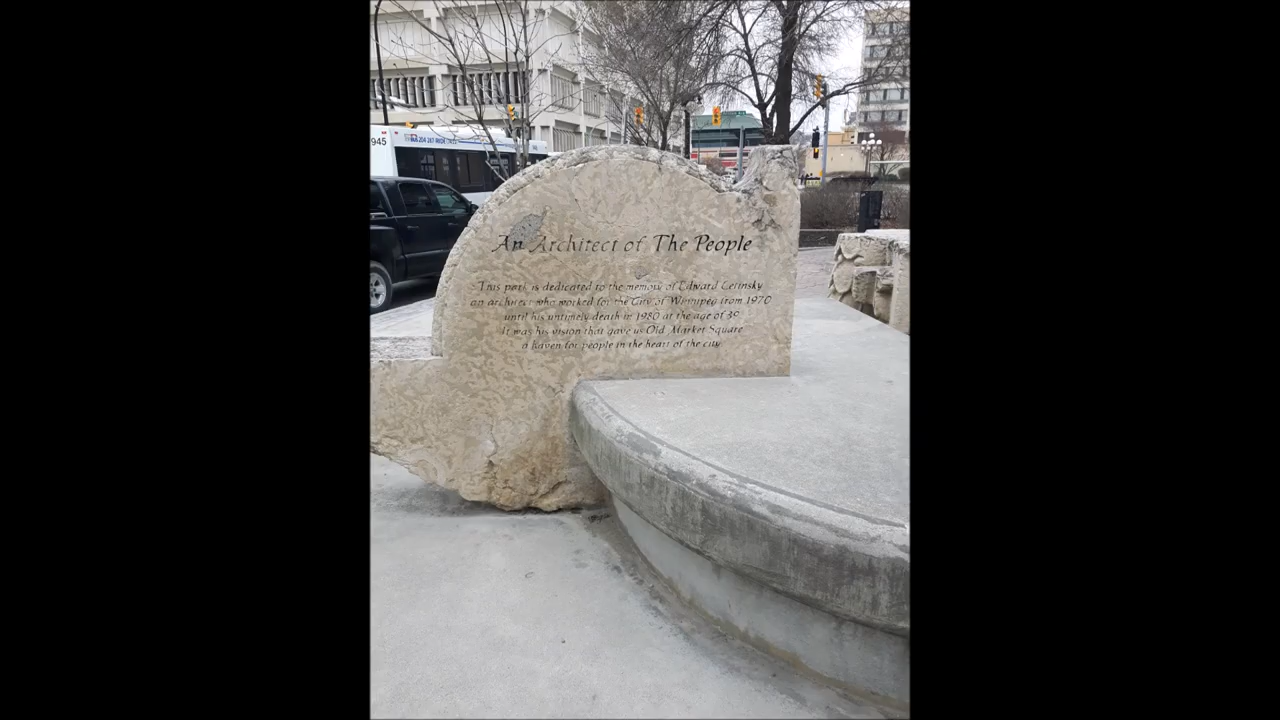 945
An Architect of The People
This park is dedicated to the memory of Edward Letinsky
an architect who worked for the City of Winnipeg from 1970
until his untimely death in 1980 at the age of 39
It was his vision that gave us Old Market Square
a haven for people in the heart of the city